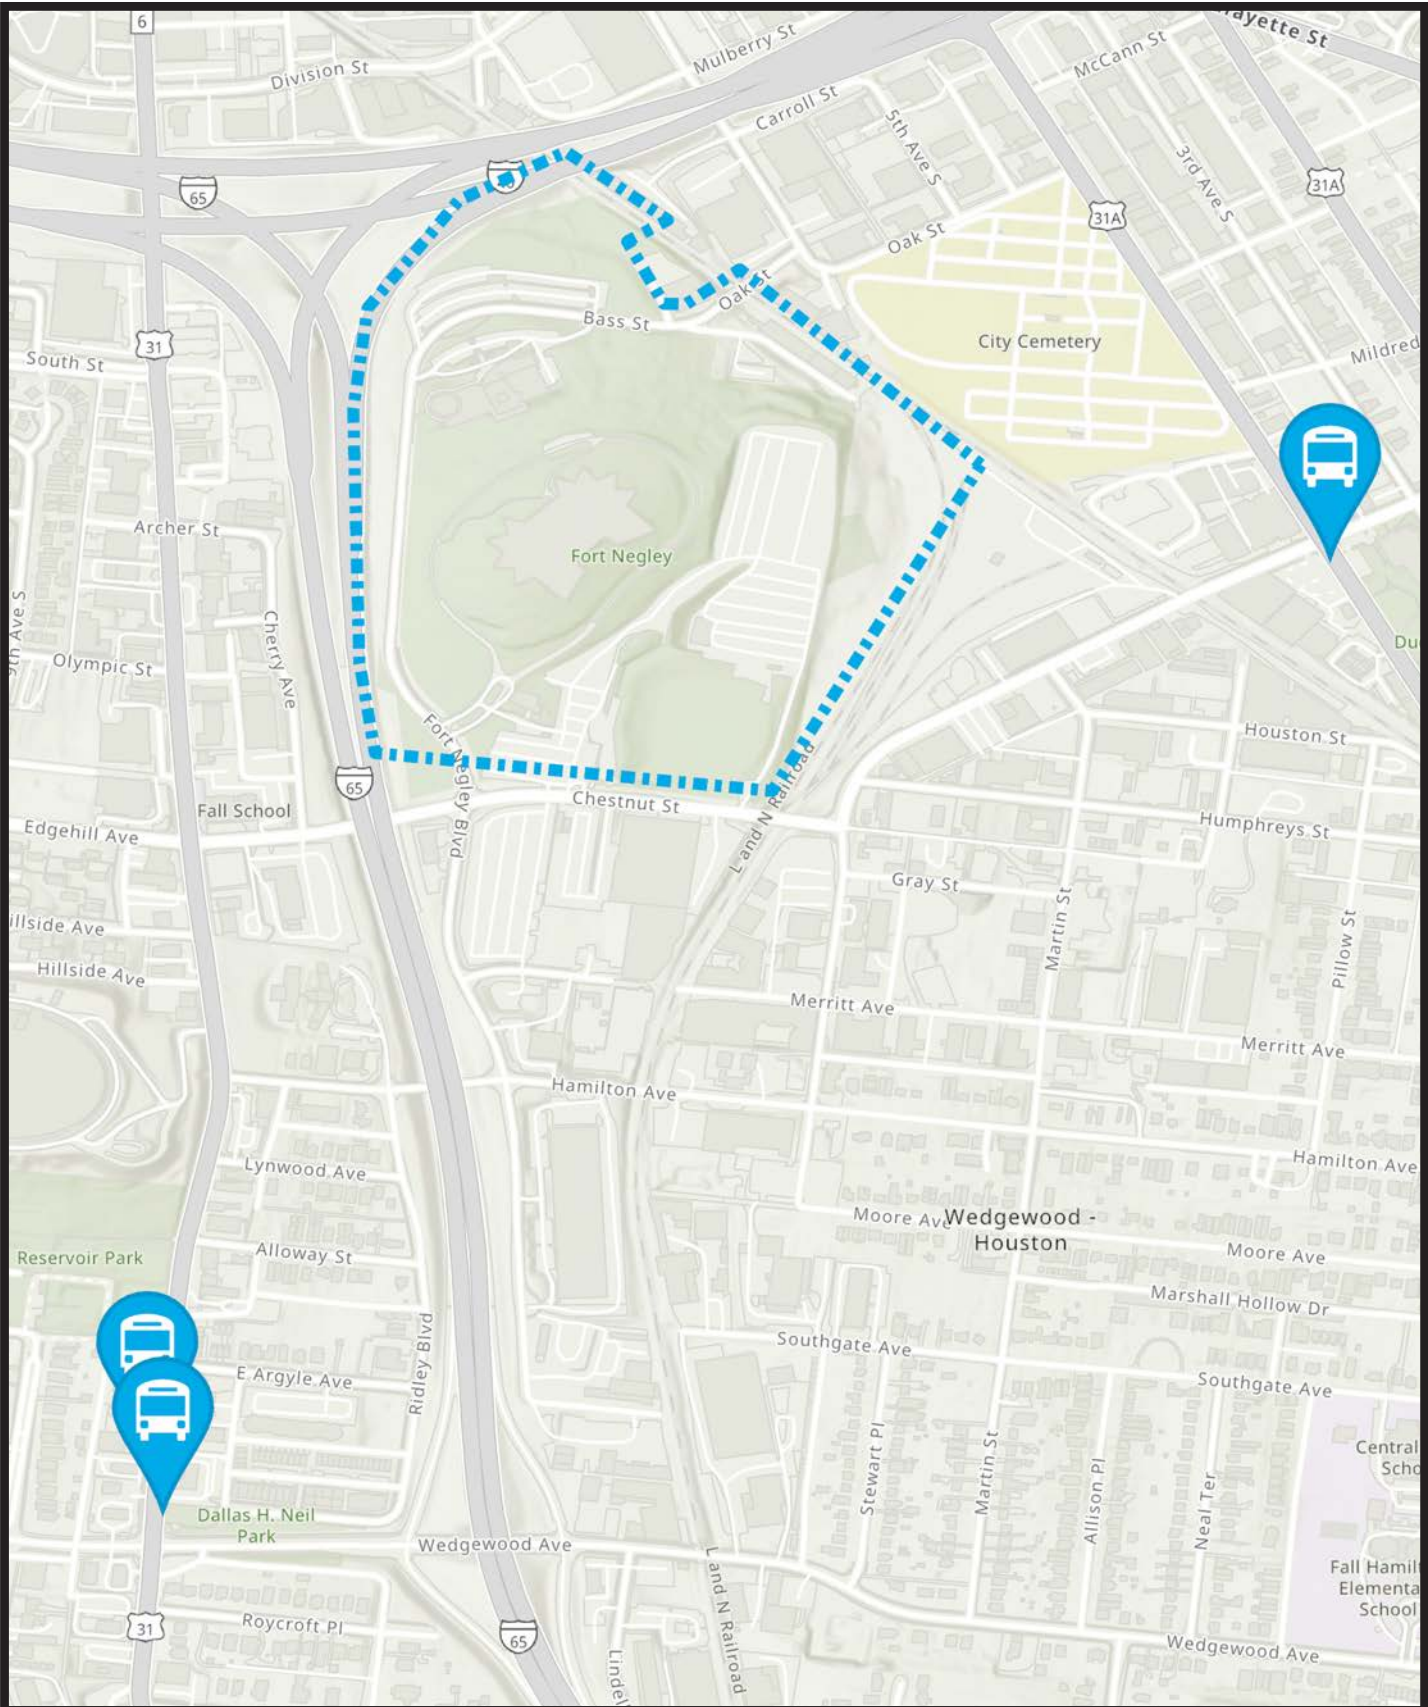 6
ayette St
Division St
Mulberry St
McCann St
Carroll St
5th Ave S
3rd Ave S
65
31A
31A
Oak St
Oak St
Bass St
City Cemetery
31
South St
Mildred
Archer St
Fort Negley
9th Ave S
Cherry Ave
Olympic St
Du
Fort Negley Blvd
Houston St
65
Fall School
Chestnut St
L and N Railroad
Edgehill Ave
Humphreys St
Gray St
illside Ave
Martin St
Pillow St
Hillside Ave
Merritt Ave
Merritt Ave
Hamilton Ave
Lynwood Ave
Hamilton Ave
Moore Ave
Wedgewood -
Houston
Reservoir Park
Alloway St
Moore Ave
Marshall Hollow Dr
Ridley Blvd
Southgate Ave
E Argyle Ave
Southgate Ave
Stewart Pl
Martin St
Allison Pl
Neal Ter
Central
Scho
Dallas H. Neil
Park
Wedgewood Ave
L and N Railroad
Fall Hamil
Elementa
School
31
Roycroft Pl
65
Lindel
Wedgewood Ave